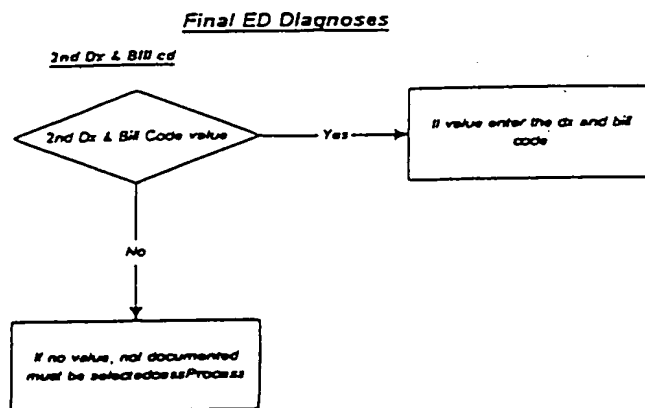 Final ED Diagnoses
2nd Dx & Bill cd
2nd Dx & Bill Code value
Yes
If value enter the dx and bill
code
No
If no value, not documented
must be selectedcessProcess